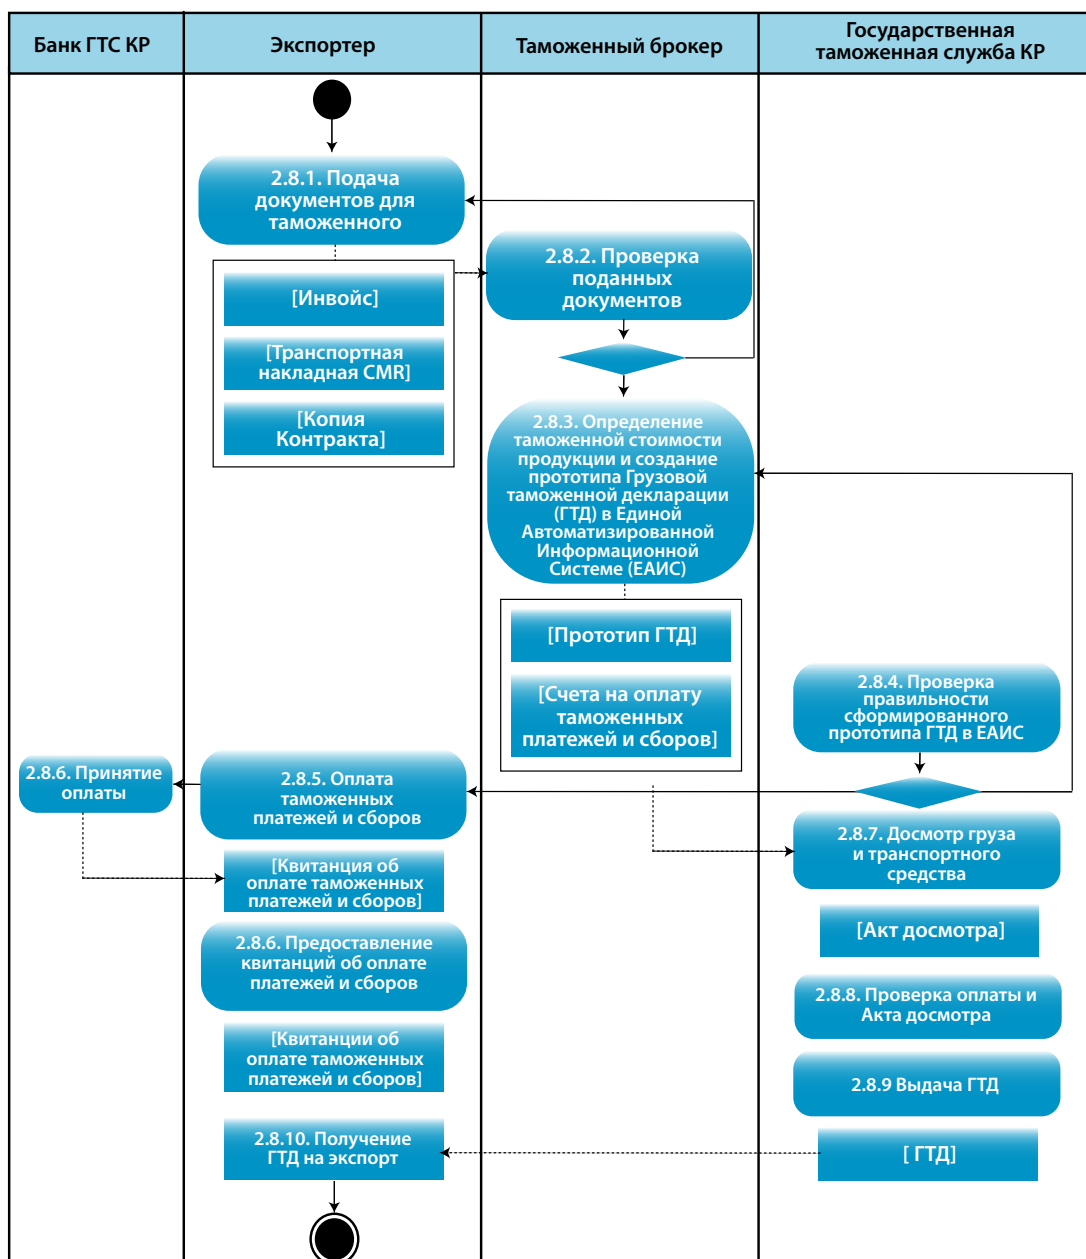 Банк ГТС КР
Экспортер
Таможенный брокер
Государственная
таможенная служба КР
2.8.1. Подача
документов для
таможенного
[Инвойс]
[Транспортная
накладная CMR]
[Копия
Контракта]
2.8.2. Проверка
поданных
документов
2.8.3. Определение
таможенной стоимости
продукции и создание
прототипа Грузовой
таможенной декларации
(ГТД) в Единой
Автоматизированной
Информационной
Системе (ЕАИС)
[Прототип ГТД]
[Счета на оплату
таможенных
платежей и сборов]
2.8.4. Проверка
правильности
сформированного
прототипа ГТД в ЕАИС
2.8.5. Оплата
таможенных
платежей и сборов
2.8.6. Принятие
оплаты
[Квитанция об
оплате таможенных
платежей и сборов]
2.8.6. Предоставление
квитанций об оплате
платежей и сборов
[Квитанции об
оплате таможенных
платежей и сборов]
2.8.7. Досмотр груза
и транспортного
средства
[Акт досмотра]
2.8.8. Проверка оплаты и
Акта досмотра
2.8.9 Выдача ГТД
[ ГТД]
2.8.10. Получение
ГТД на экспорт